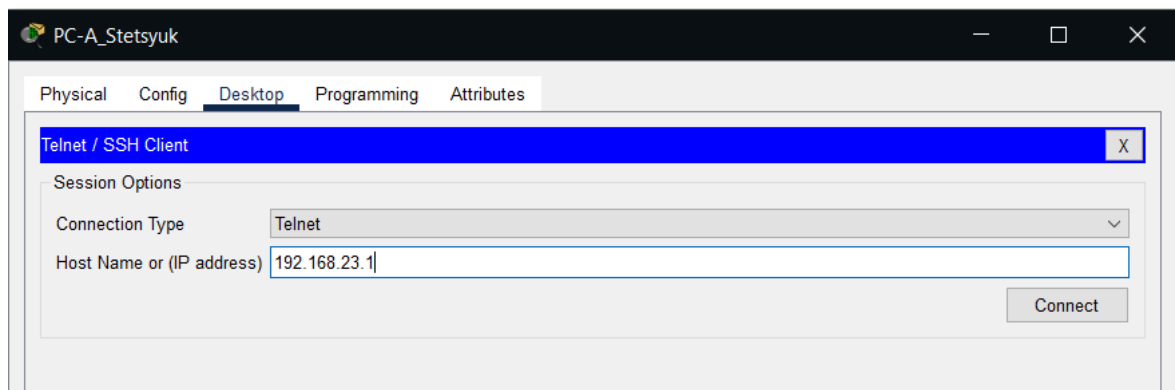 PC-A_Stetsyuk
Physical Config Desktop Programming Attributes
Telnet / SSH Client X
Session Options
Connection Type Telnet
Host Name or (IP address) 192.168.23.1
Connect